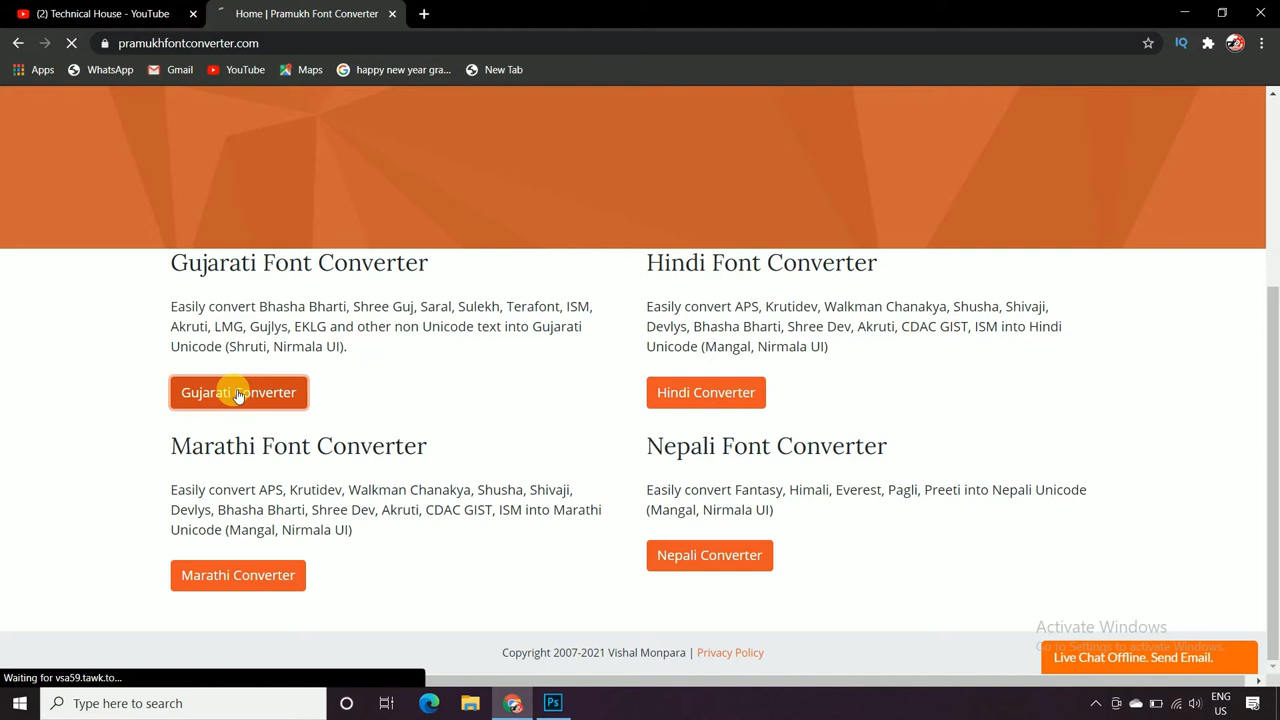 (2) Technical House - YouTube
Home | Pramukh Font Converter
pramukhfontconverter.com
Apps
WhatsApp
Gmail
YouTube
Maps
happy new year gra...
New Tab
Gujarati Font Converter
Easily convert Bhasha Bharti, Shree Guj, Saral, Sulekh, Terafont, ISM,
Akruti, LMG, Gujlys, EKLG and other non Unicode text into Gujarati
Unicode (Shruti, Nirmala UI).
Gujarati Converter
Hindi Font Converter
Easily convert APS, Krutidev, Walkman Chanakya, Shusha, Shivaji,
Devlys, Bhasha Bharti, Shree Dev, Akruti, CDAC GIST, ISM into Hindi
Unicode (Mangal, Nirmala UI)
Hindi Converter
Marathi Font Converter
Easily convert APS, Krutidev, Walkman Chanakya, Shusha, Shivaji,
Devlys, Bhasha Bharti, Shree Dev, Akruti, CDAC GIST, ISM into Marathi
Unicode (Mangal, Nirmala UI)
Marathi Converter
Nepali Font Converter
Easily convert Fantasy, Himali, Everest, Pagli, Preeti into Nepali Unicode
(Mangal, Nirmala UI)
Nepali Converter
Activate Windows
Go to Settings to activate Windows.
Copyright 2007-2021 Vishal Monpara | Privacy Policy
Live Chat Offline. Send Email.
Waiting for vsa59.tawk.to...
Type here to search
Ps
ENG
US